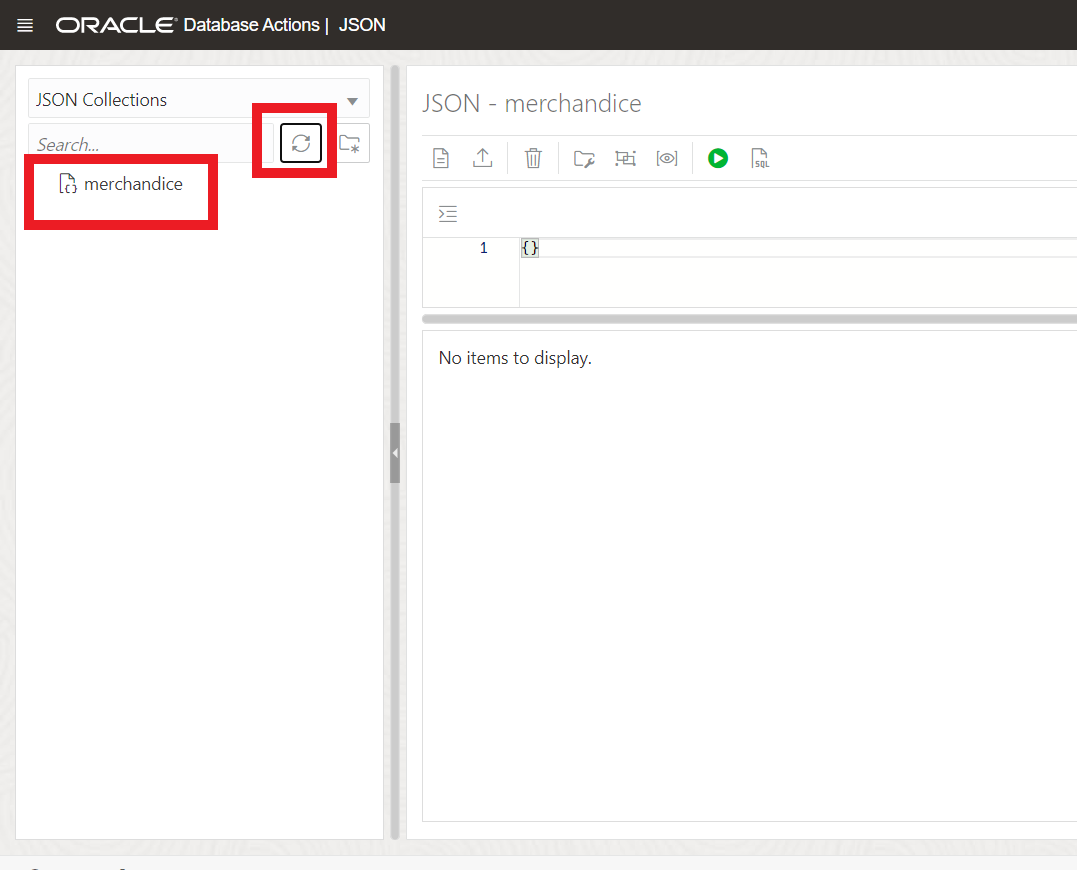 ORACLE Database Actions | JSON
JSON Collections
Search...
merchandice
JSON - merchandice
SQL
1 {}
No items to display.